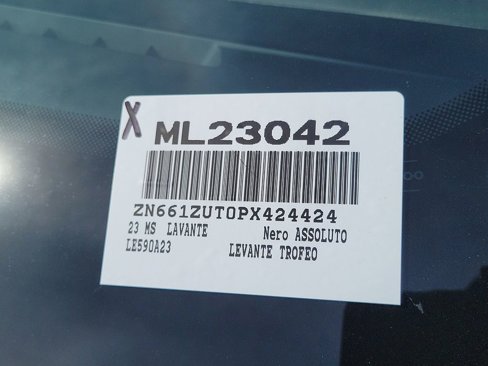 X
ML23042
ZN661ZUT0PX424424
23 MS LAVANTE Nero ASSOLUTO
LE590A23 LEVANTE TROFEO